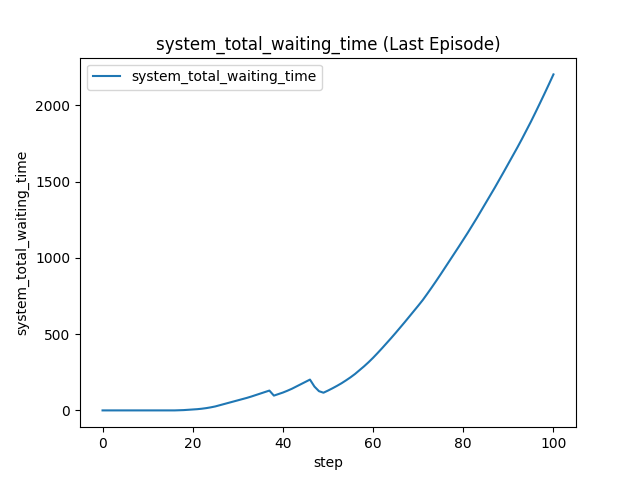 system_total_waiting_time (Last Episode)
system_total_waiting_time
system_total_waiting_time
2000
1500
1000
500
0
0 20 40 60 80 100
step